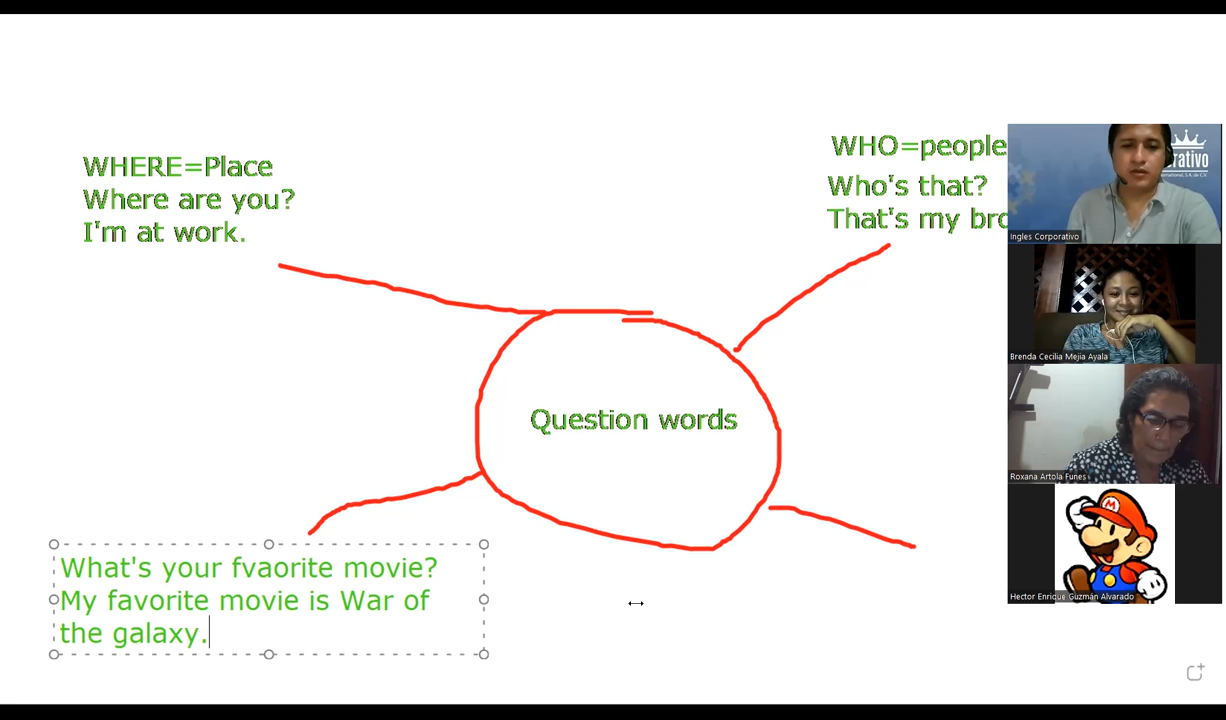 WHERE=Place
Where are you?
I'm at work.
WHO=people
Who's that?
That's my bro
Question words
What's your fvaorite movie?
My favorite movie is War of
the galaxy.
Ingles Corporativo
Brenda Cecilia Mejia Ayala
Roxana Artola Funes
Hector Enrique Guzmán Alvarado